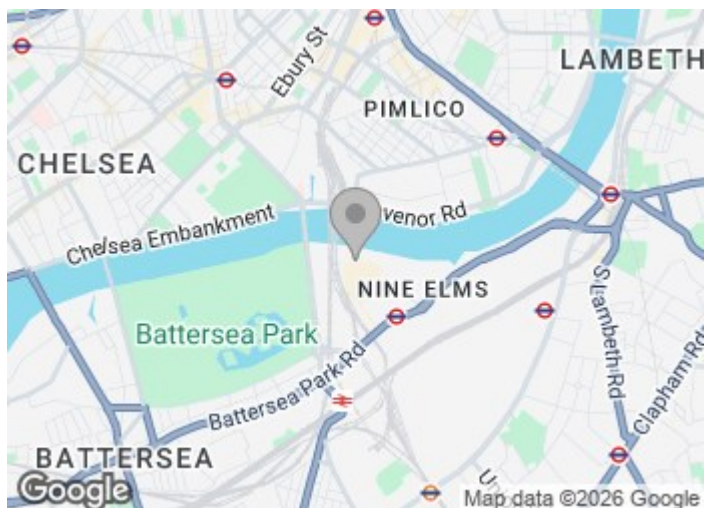 LAMBETH
Ebury St
PIMLICO
CHELSEA
Chelsea Embankment
venor Rd
NINE ELMS
Battersea Park
Battersea Park Rd
S Lambeth Rd
Clapham Rd
BATTERSEA
Un
Google
Map data ©2026 Google